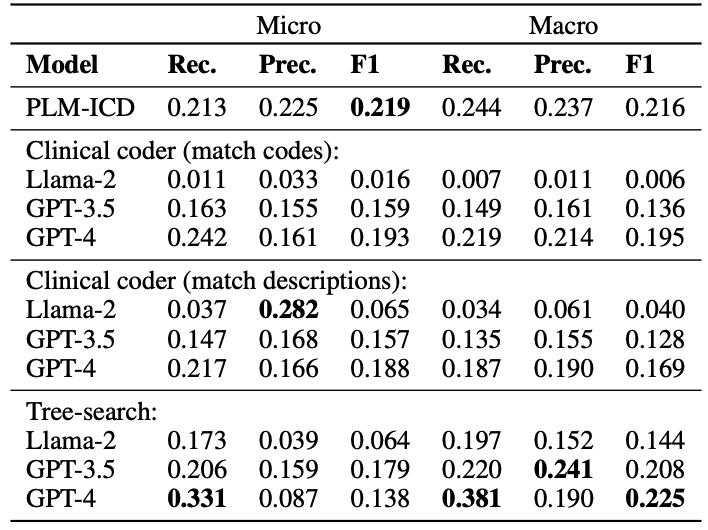 Micro Macro
Model Rec. Prec. F1 Rec. Prec. F1
PLM-ICD 0.213 0.225 0.219 0.244 0.237 0.216
Clinical coder (match codes):
Llama-2 0.011 0.033 0.016 0.007 0.011 0.006
GPT-3.5 0.163 0.155 0.159 0.149 0.161 0.136
GPT-4 0.242 0.161 0.193 0.219 0.214 0.195
Clinical coder (match descriptions):
Llama-2 0.037 0.282 0.065 0.034 0.061 0.040
GPT-3.5 0.147 0.168 0.157 0.135 0.155 0.128
GPT-4 0.217 0.166 0.188 0.187 0.190 0.169
Tree-search:
Llama-2 0.173 0.039 0.064 0.197 0.152 0.144
GPT-3.5 0.206 0.159 0.179 0.220 0.241 0.208
GPT-4 0.331 0.087 0.138 0.381 0.190 0.225